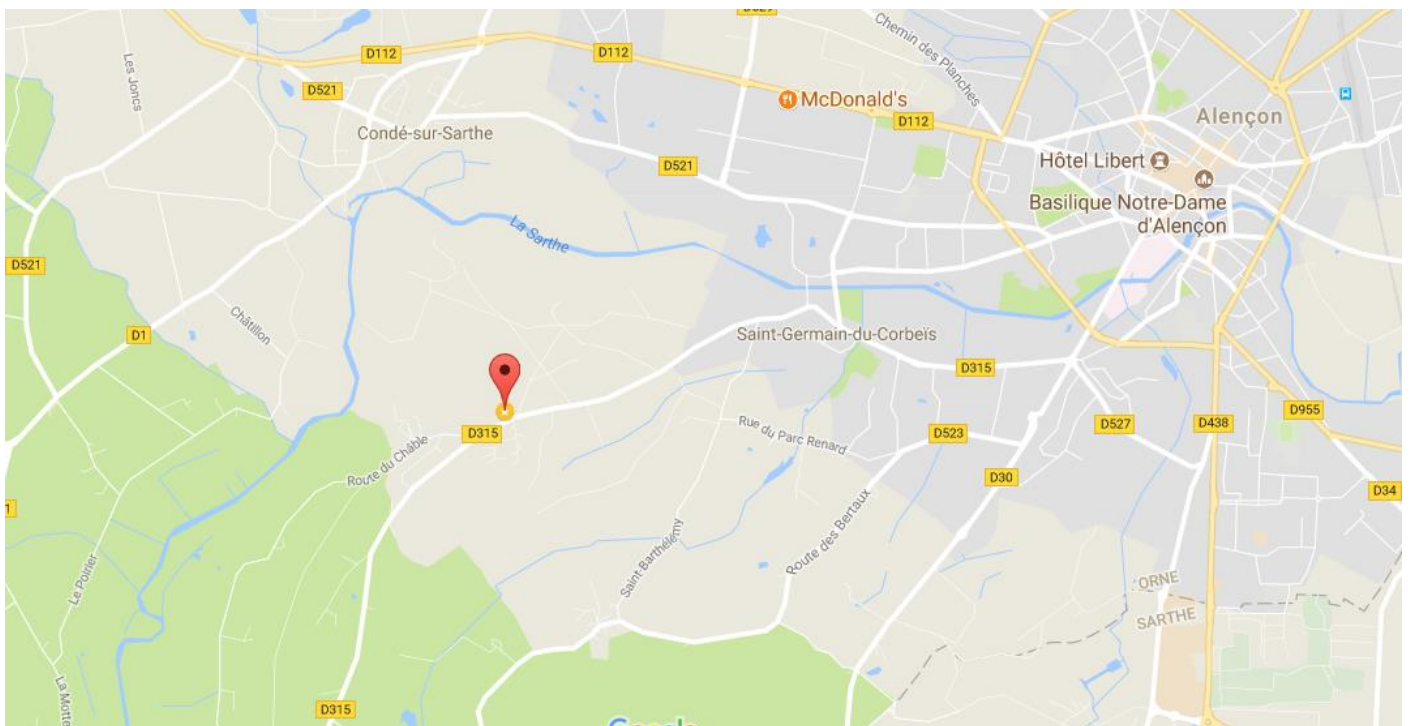 D112
D112
Les Joncs
Chemin des Planches
D521
McDonald's
D112
Alençon
Condé-sur-Sarthe
D521
Hôtel Libert
Basilique Notre-Dame
d'Alençon
La Sarthe
D521
Châtillon
D1
Saint-Germain-du-Corbeïs
D315
D955
D315
Rue du Parc Renard
D523
D527
D438
Route du Châble
D30
D34
Route des Bertaux
Le Poirier
Saint-Barthélemy
ORNE
SARTHE
La Motte
D315